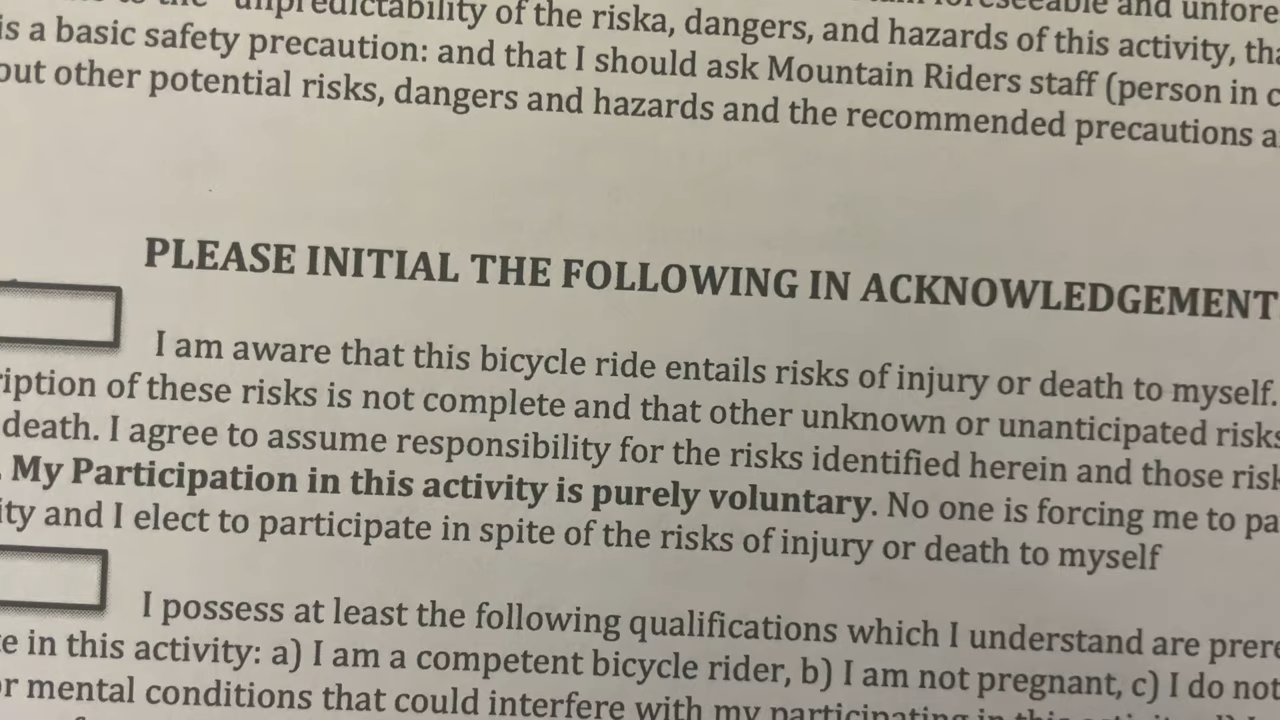 unpredictability of the riska, dangers, and hazards of this activity,
is a basic safety precaution: and that I should ask Mountain Riders staff (person in
out other potential risks, dangers and hazards and the recommended precautions
PLEASE INITIAL THE FOLLOWING IN ACKNOWLEDGEMENT
I am aware that this bicycle ride entails risks of injury or death to myself.
iption of these risks is not complete and that other unknown or unanticipated risks
death. I agree to assume responsibility for the risks identified herein and those risk
. My Participation in this activity is purely voluntary. No one is forcing me to pa
ity and I elect to participate in spite of the risks of injury or death to myself
I possess at least the following qualifications which I understand are prere
e in this activity: a) I am a competent bicycle rider, b) I am not pregnant, c) I do not
or mental conditions that could interfere with my participating in this